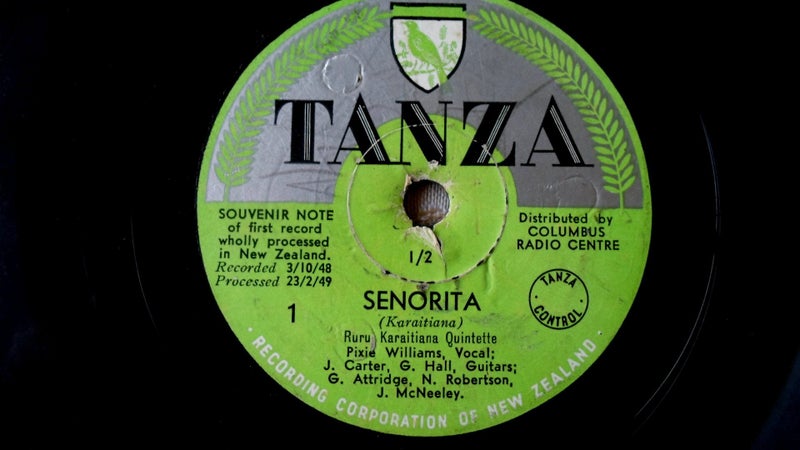 TANZA
SOUVENIR NOTE
of first record
wholly processed
in New Zealand.
Recorded 3/10/48
Processed 23/2/49
Distributed by
COLUMBUS
RADIO CENTRE
1/2
TANZA
· CONTROL ·
1
SENORITA
(Karaitiana)
Ruru Karaitiana Quintette
Pixie Williams, Vocal;
J. Carter, G. Hall, Guitars;
G. Attridge, N. Robertson,
J. McNeeley.
· RECORDING CORPORATION OF NEW ZEALAND ·